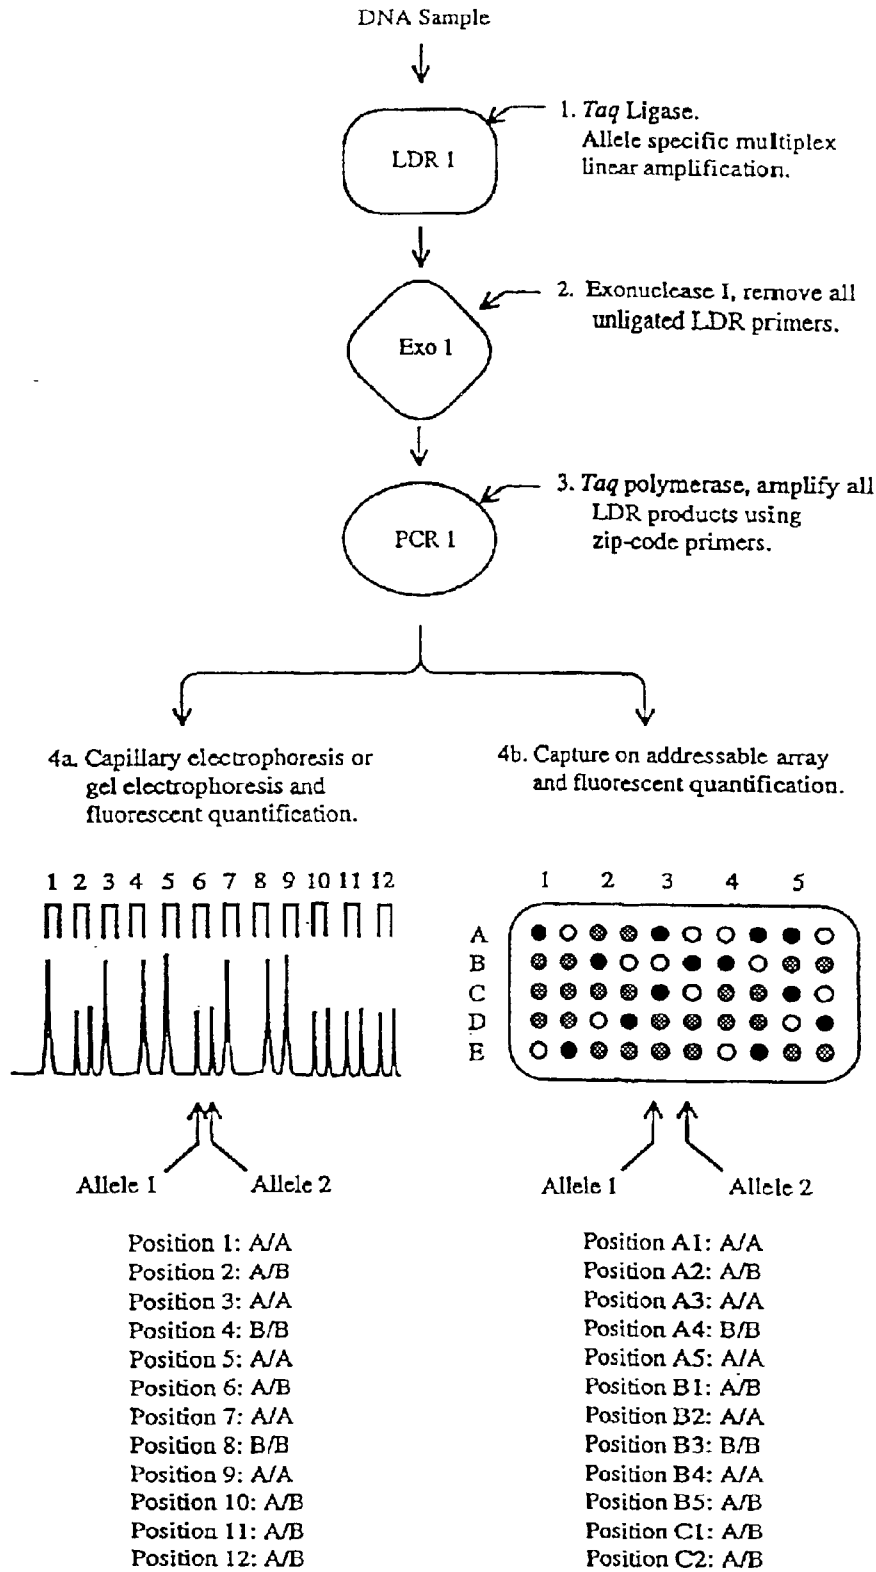 DNA Sample
LDR 1
1. Taq Ligase.
Allele specific multiplex
linear amplification.
Exo 1
2. Exonuclease I, remove all
unligated LDR primers.
PCR 1
3. Taq polymerase, amplify all
LDR products using
zip-code primers.
4a. Capillary electrophoresis or
gel electrophoresis and
fluorescent quantification.
1 2 3 4 5 6 7 8 9 10 11 12
Allele 1 Allele 2
Position 1: A/A
Position 2: A/B
Position 3: A/A
Position 4: B/B
Position 5: A/A
Position 6: A/B
Position 7: A/A
Position 8: B/B
Position 9: A/A
Position 10: A/B
Position 11: A/B
Position 12: A/B
4b. Capture on addressable array
and fluorescent quantification.
1 2 3 4 5
A
B
C
D
E
Allele 1 Allele 2
Position A1: A/A
Position A2: A/B
Position A3: A/A
Position A4: B/B
Position A5: A/A
Position B1: A/B
Position B2: A/A
Position B3: B/B
Position B4: A/A
Position B5: A/B
Position C1: A/B
Position C2: A/B